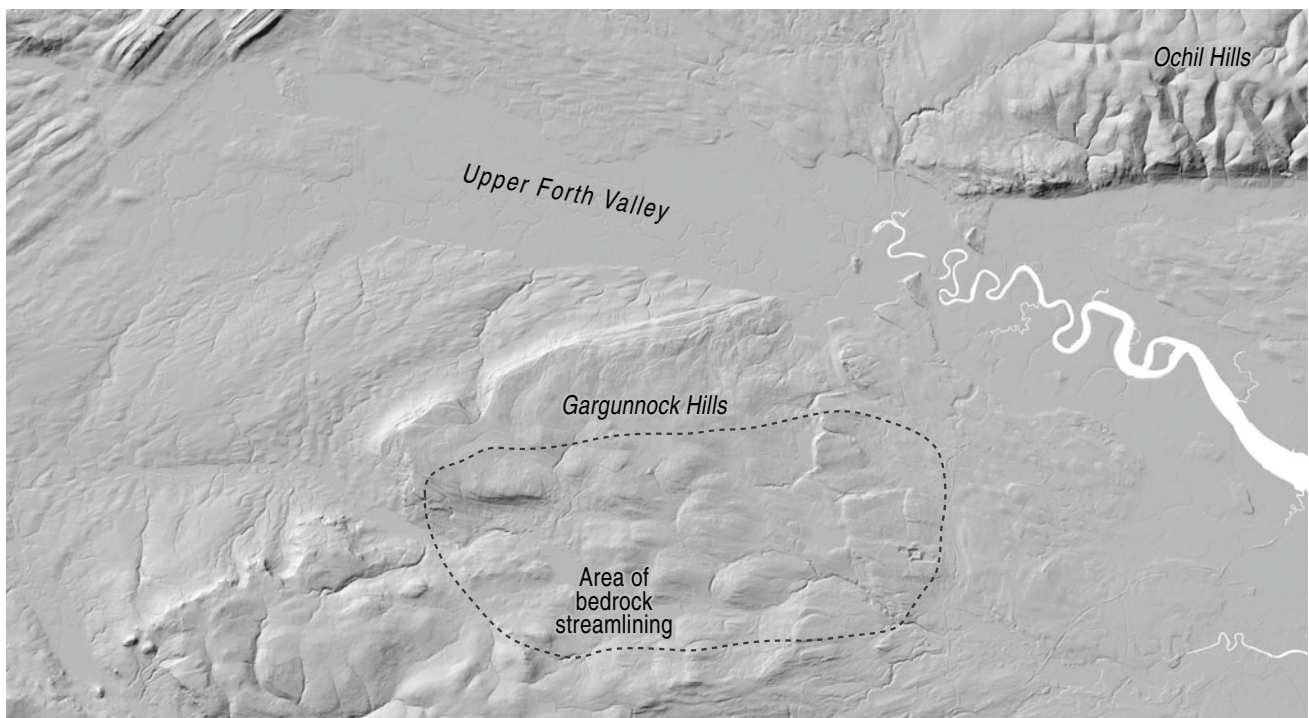 Ochil Hills
Upper Forth Valley
Gargunnock Hills
Area of
bedrock
streamlining